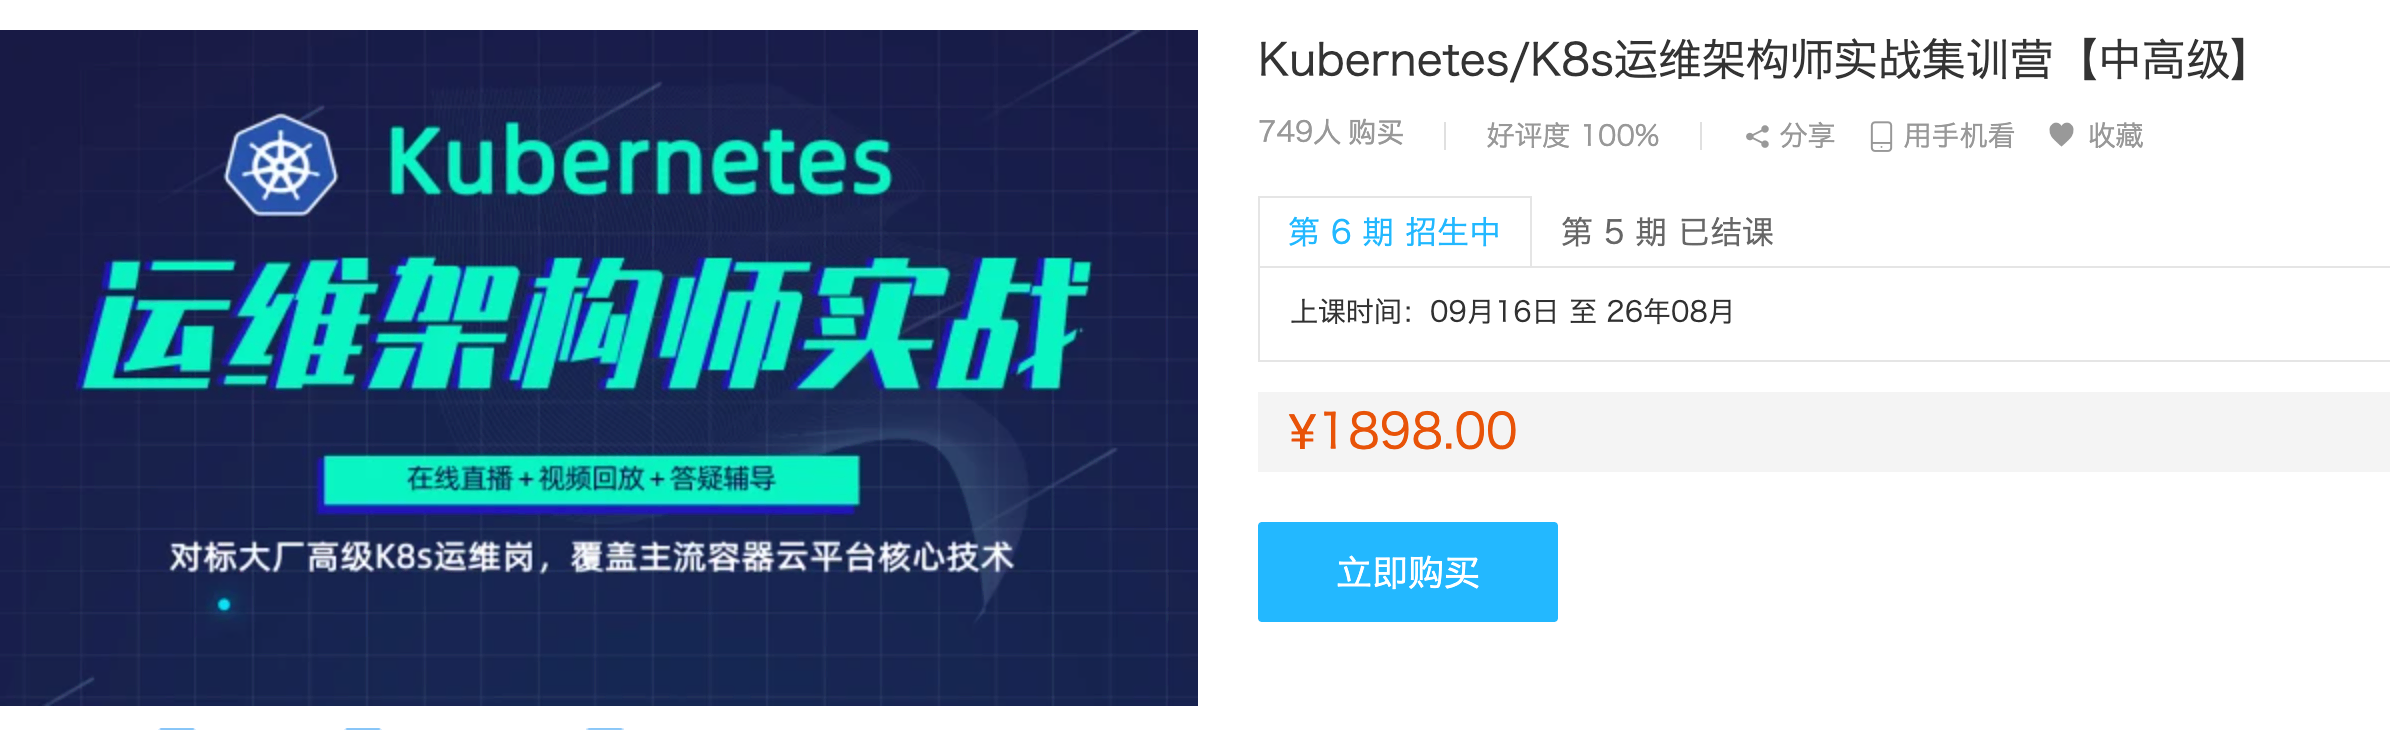 Kubernetes
运维架构师实战
在线直播+视频回放+答疑辅导
对标大厂高级K8s运维岗，覆盖主流容器云平台核心技术
Kubernetes/K8s运维架构师实战集训营【中高级】
749人 购买 好评度 100% 分享 用手机看 收藏
第 6 期 招生中 第 5 期 已结课
上课时间：09月16日 至 26年08月
¥1898.00
立即购买